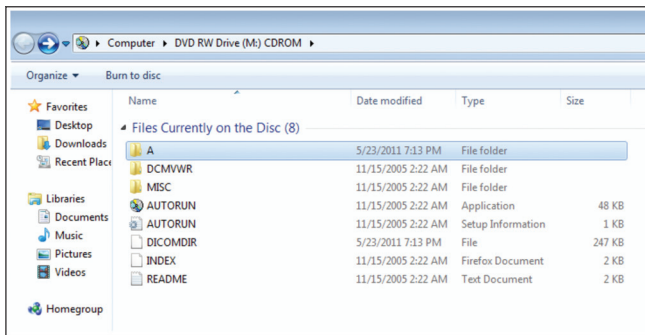 Computer ▸ DVD RW Drive (M:) CDROM ▸
Organize ▾ Burn to disc
Favorites
Desktop
Downloads
Recent Place
Libraries
Documents
Music
Pictures
Videos
Homegroup
Name Date modified Type Size
Files Currently on the Disc (8)
A 5/23/2011 7:13 PM File folder
DCMVWR 11/15/2005 2:22 AM File folder
MISC 11/15/2005 2:22 AM File folder
AUTORUN 11/15/2005 2:22 AM Application 48 KB
AUTORUN 11/15/2005 2:22 AM Setup Information 1 KB
DICOMDIR 5/23/2011 7:13 PM File 247 KB
INDEX 11/15/2005 2:22 AM Firefox Document 2 KB
README 11/15/2005 2:22 AM Text Document 2 KB